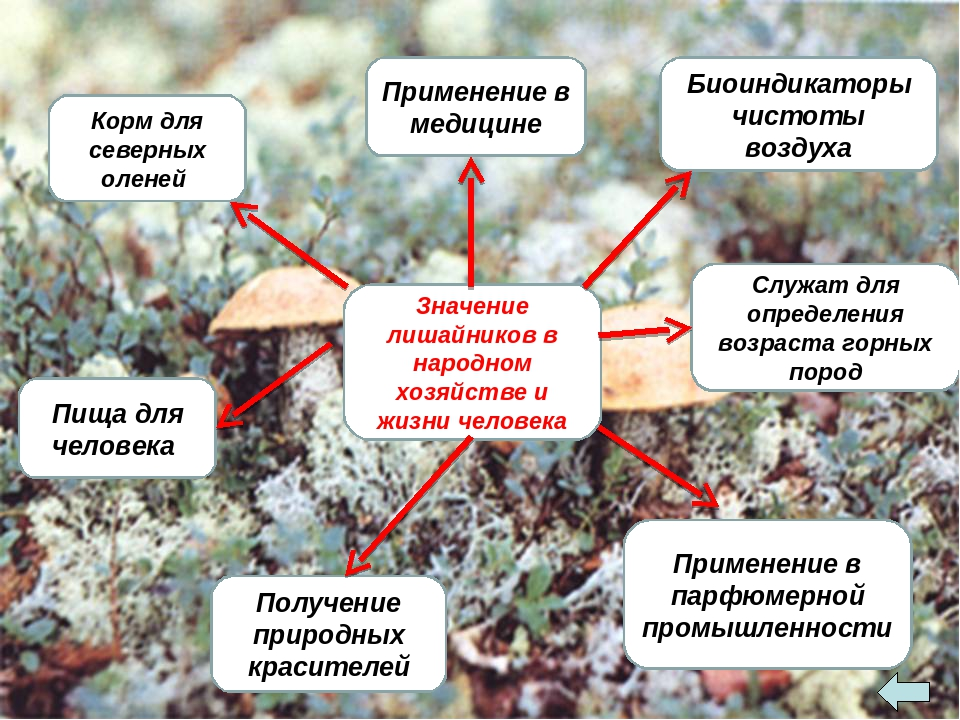 Применение в
медицине
Биоиндикаторы
чистоты
воздуха
Корм для
северных
оленей
Значение
лишайников в
народном
хозяйстве и
жизни человека
Служат для
определения
возраста горных
пород
Пища для
человека
Получение
природных
красителей
Применение в
парфюмерной
промышленности